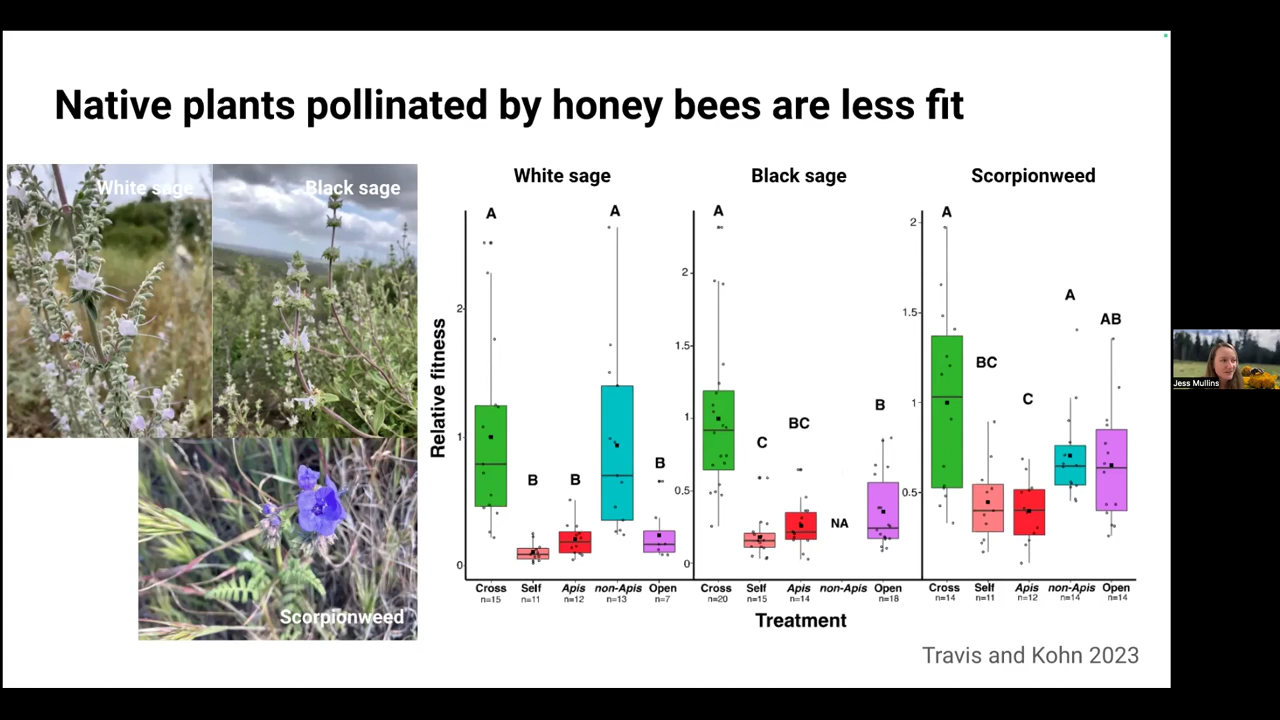 Native plants pollinated by honey bees are less fit
White sage
Black sage
Scorpionweed
White sage
Black sage
Scorpionweed
Relative fitness
2
1
0
A
B
B
A
B
Cross
n=15
Self
n=11
Apis
n=12
non-Apis
n=13
Open
n=7
2
1.5
1
0.5
0
A
C
BC
NA
B
Cross
n=20
Self
n=15
Apis
n=14
non-Apis
Open
n=18
2
1.5
1
0.5
A
BC
C
A
AB
Cross
n=14
Self
n=11
Apis
n=12
non-Apis
n=14
Open
n=14
Treatment
Travis and Kohn 2023
Jess Mullins